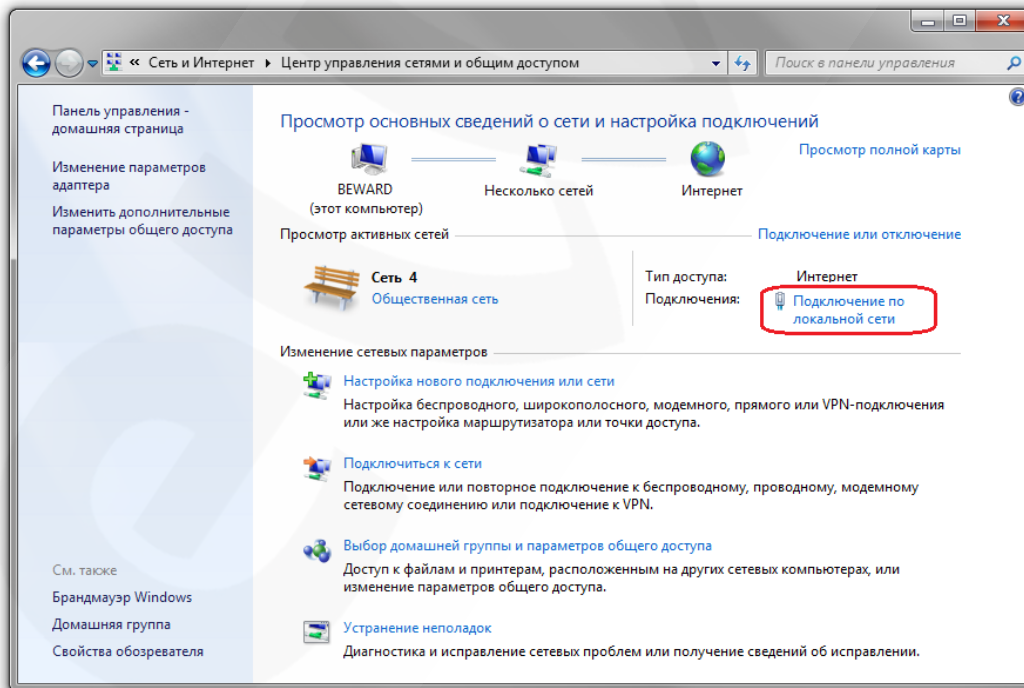 « Сеть и Интернет ▸ Центр управления сетями и общим доступом
Поиск в панели управления
Панель управления -
домашняя страница
Изменение параметров
адаптера
Изменить дополнительные
параметры общего доступа
См. также
Брандмауэр Windows
Домашняя группа
Свойства обозревателя
Просмотр основных сведений о сети и настройка подключений
Просмотр полной карты
BEWARD
(этот компьютер)
Несколько сетей
Интернет
Просмотр активных сетей
Подключение или отключение
Сеть 4
Общественная сеть
Тип доступа: Интернет
Подключения: Подключение по
локальной сети
Изменение сетевых параметров
Настройка нового подключения или сети
Настройка беспроводного, широкополосного, модемного, прямого или VPN-подключения
или же настройка маршрутизатора или точки доступа.
Подключиться к сети
Подключение или повторное подключение к беспроводному, проводному, модемному
сетевому соединению или подключение к VPN.
Выбор домашней группы и параметров общего доступа
Доступ к файлам и принтерам, расположенным на других сетевых компьютерах, или
изменение параметров общего доступа.
Устранение неполадок
Диагностика и исправление сетевых проблем или получение сведений об исправлении.